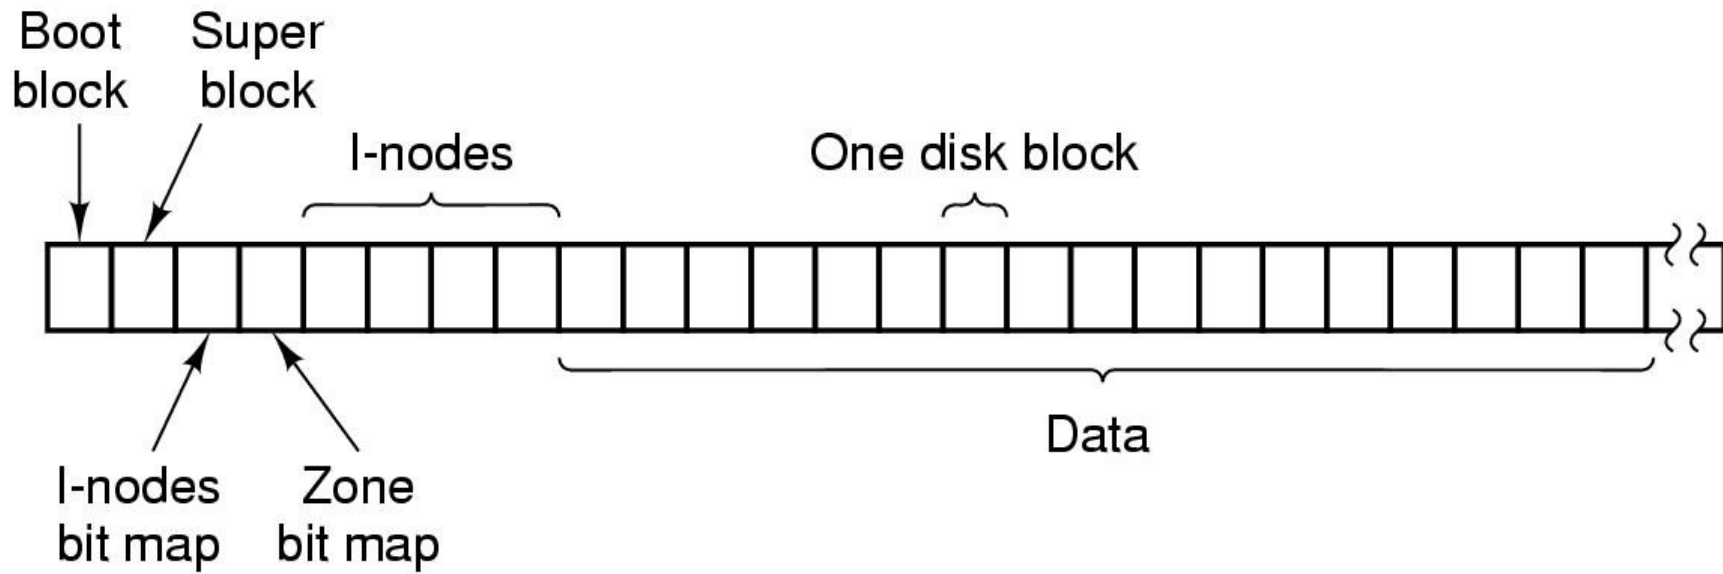 Boot
block
Super
block
I-nodes
One disk block
Data
I-nodes
bit map
Zone
bit map